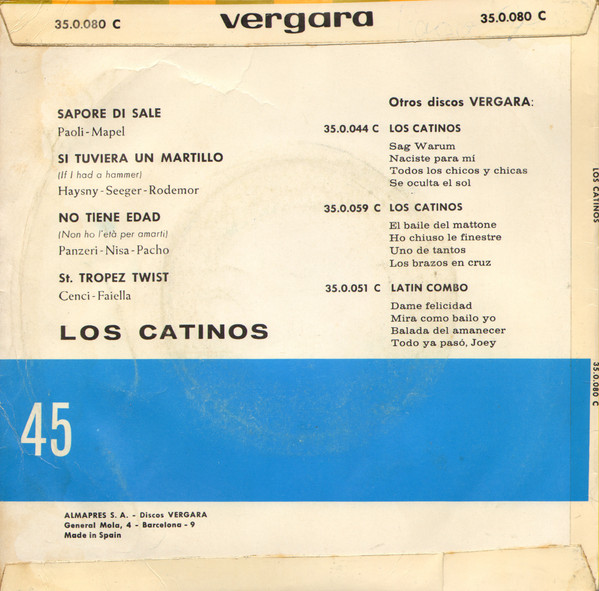 35.0.080 C
vergara
35.0.080 C
SAPORE DI SALE
Paoli - Mapel
SI TUVIERA UN MARTILLO
(If I had a hammer)
Haysny - Seeger - Rodemor
NO TIENE EDAD
(Non ho l'età per amarti)
Panzeri - Nisa - Pacho
St. TROPEZ TWIST
Cenci - Faiella
LOS CATINOS
Otros discos VERGARA:
35.0.044 C LOS CATINOS
Sag Warum
Naciste para mí
Todos los chicos y chicas
Se oculta el sol
35.0.059 C LOS CATINOS
El baile del mattone
Ho chiuso le finestre
Uno de tantos
Los brazos en cruz
35.0.051 C LATIN COMBO
Dame felicidad
Mira como bailo yo
Balada del amanecer
Todo ya pasó, Joey
LOS CATINOS
35.0.080 C
45
ALMAPRES S. A. - Discos VERGARA
General Mola, 4 - Barcelona - 9
Made in Spain